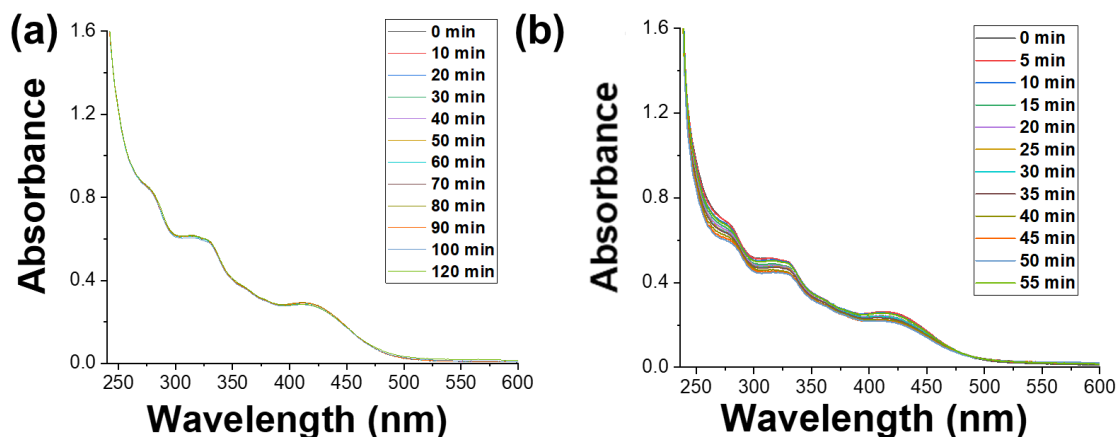 (a)
Absorbance
1.6
1.2
0.8
0.4
0.0
0 min
10 min
20 min
30 min
40 min
50 min
60 min
70 min
80 min
90 min
100 min
120 min
250 300 350 400 450 500 550 600
Wavelength (nm)
(b)
Absorbance
1.6
1.2
0.8
0.4
0.0
0 min
5 min
10 min
15 min
20 min
25 min
30 min
35 min
40 min
45 min
50 min
55 min
250 300 350 400 450 500 550 600
Wavelength (nm)